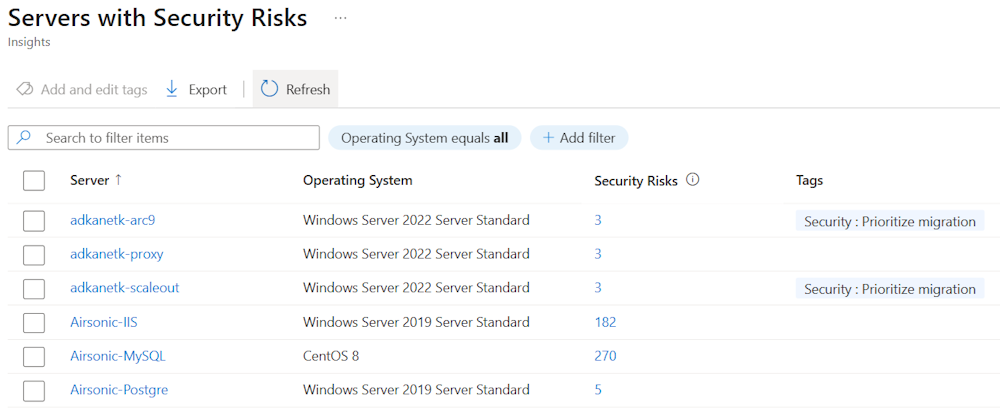 Servers with Security Risks ...
Insights
Add and edit tags Export Refresh
Search to filter items Operating System equals all + Add filter
Server ↑ Operating System Security Risks Tags
adkanetk-arc9 Windows Server 2022 Server Standard 3 Security : Prioritize migration
adkanetk-proxy Windows Server 2022 Server Standard 3
adkanetk-scaleout Windows Server 2022 Server Standard 3 Security : Prioritize migration
Airsonic-IIS Windows Server 2019 Server Standard 182
Airsonic-MySQL CentOS 8 270
Airsonic-Postgre Windows Server 2019 Server Standard 5